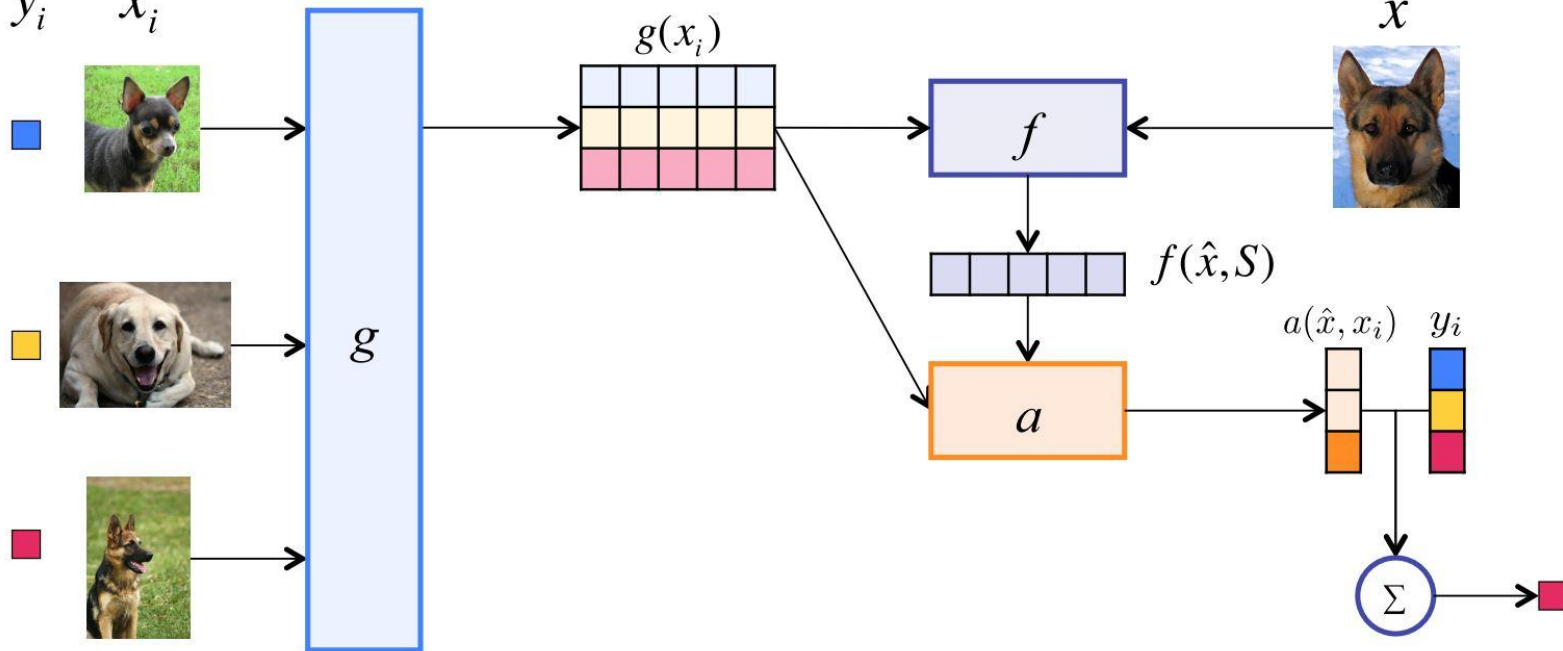 y_i x_i
g(x_i)
x
g
f
f(x̂, S)
a
a(x̂, x_i) y_i
Σ